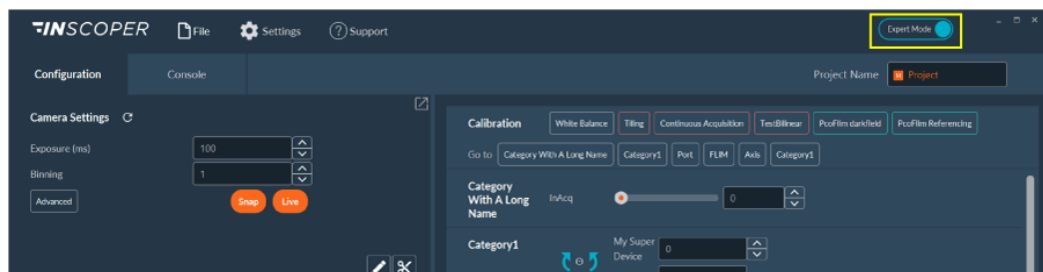 INSCOPER File Settings ? Support Expert Mode
Configuration Console Project Name M Project
Camera Settings
Exposure (ms) 100
Binning 1
Advanced Snap Live
Calibration White Balance Tiling Continuous Acquisition TestBilinear PcoFlim darkfield PcoFlim Referencing
Go to Category With A Long Name Category1 Port FLIM Axis Category1
Category
With A Long
Name
InAcq 0
Category1
My Super
Device
0